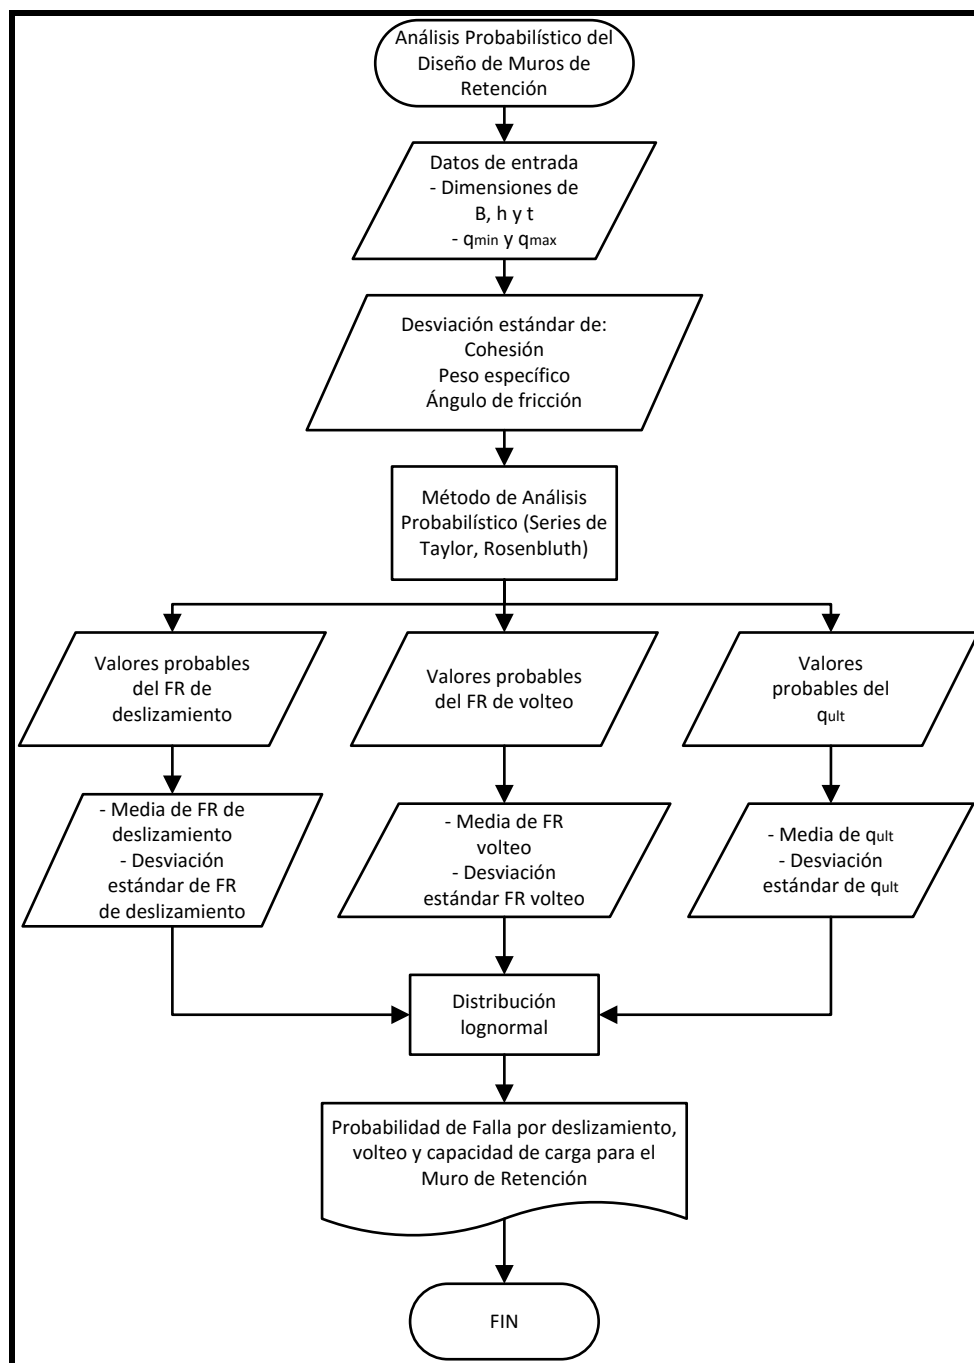 Análisis Probabilístico del
Diseño de Muros de
Retención
Datos de entrada
- Dimensiones de
B, h y t
- qmin y qmax
Desviación estándar de:
Cohesión
Peso específico
Ángulo de fricción
Método de Análisis
Probabilístico (Series de
Taylor, Rosenbluth)
Valores probables
del FR de
deslizamiento
Valores probables
del FR de volteo
Valores
probables del
qult
- Media de FR de
deslizamiento
- Desviación
estándar de FR
de deslizamiento
- Media de FR
volteo
- Desviación
estándar FR volteo
- Media de qult
- Desviación
estándar de qult
Distribución
lognormal
Probabilidad de Falla por deslizamiento,
volteo y capacidad de carga para el
Muro de Retención
FIN